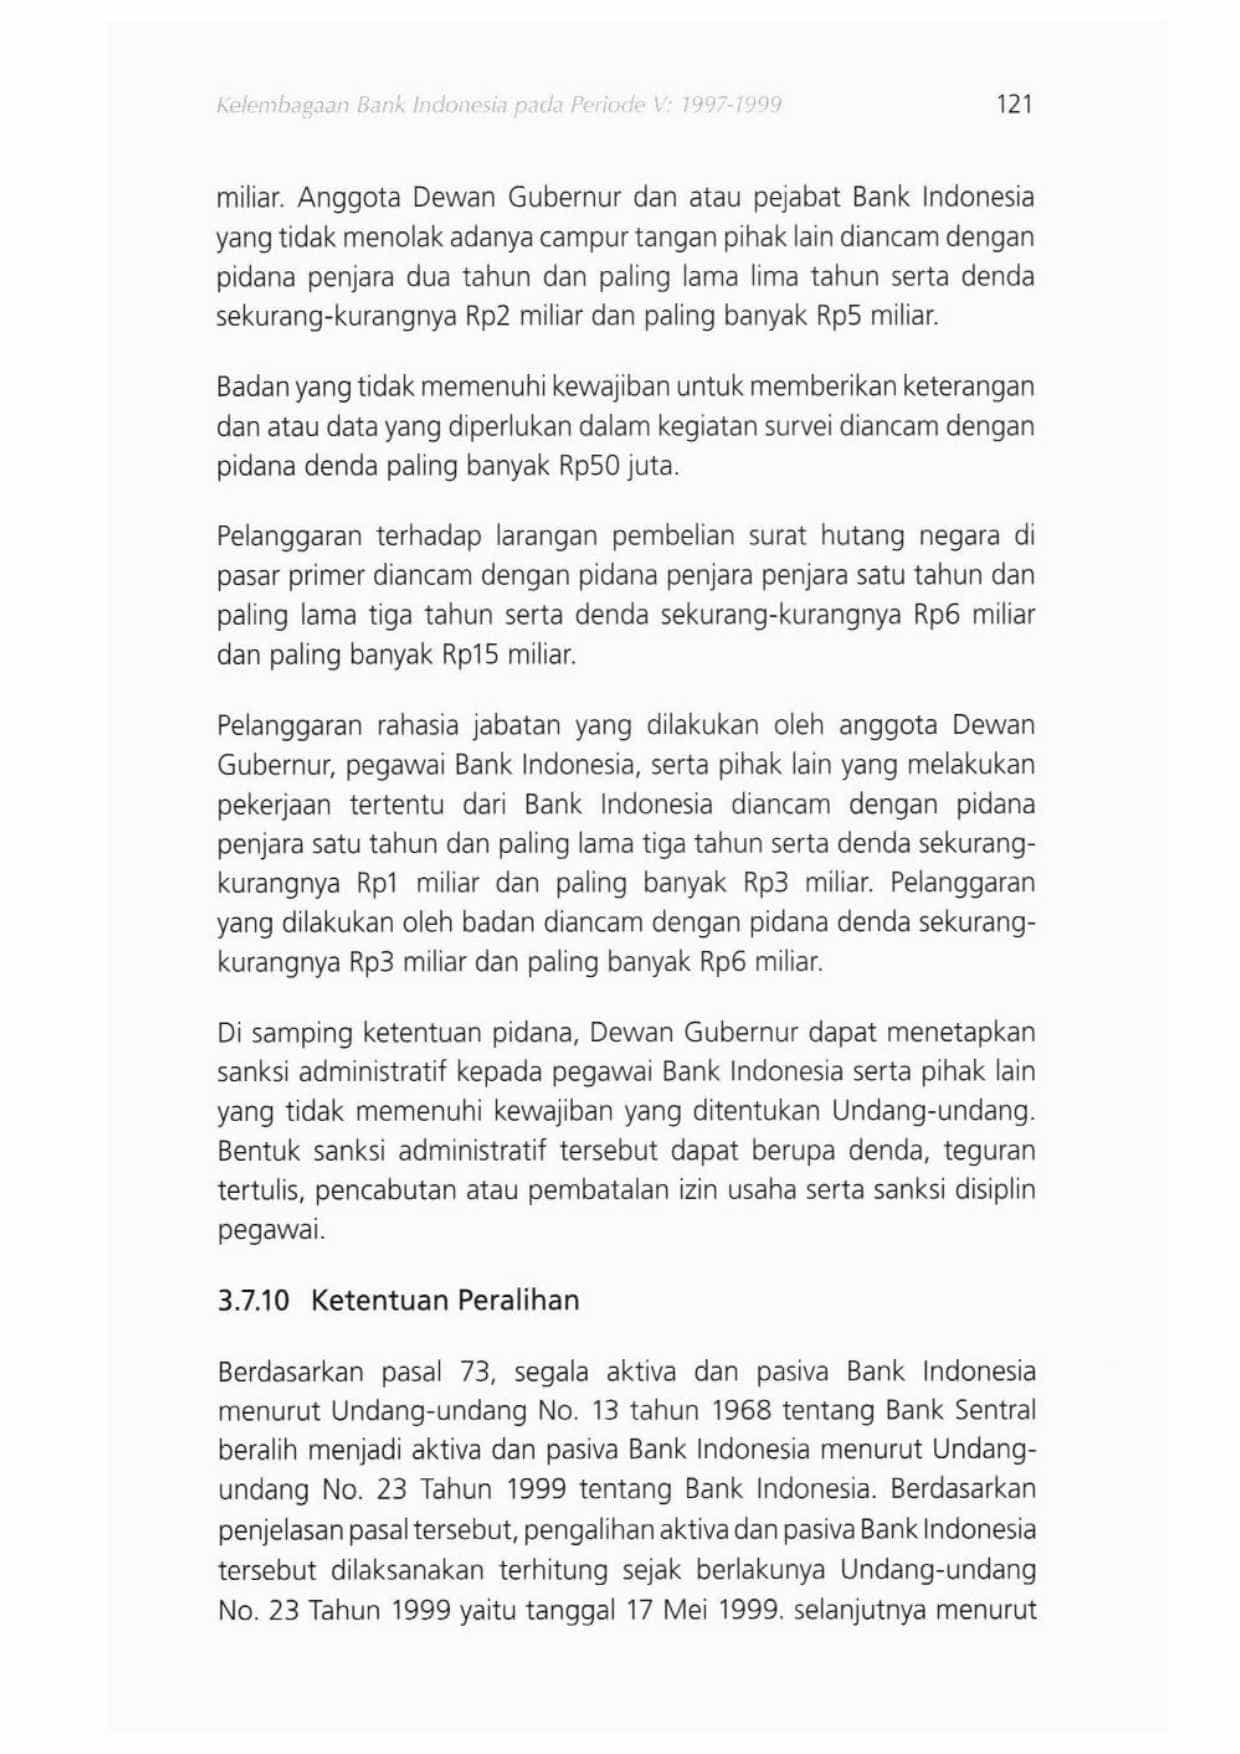 Kelembagaan Bank Indonesia pada Periode V: 1997-1999 121
miliar. Anggota Dewan Gubernur dan atau pejabat Bank Indonesia
yang tidak menolak adanya campur tangan pihak lain diancam dengan
pidana penjara dua tahun dan paling lama lima tahun serta denda
sekurang-kurangnya Rp2 miliar dan paling banyak Rp5 miliar.
Badan yang tidak memenuhi kewajiban untuk memberikan keterangan
dan atau data yang diperlukan dalam kegiatan survei diancam dengan
pidana denda paling banyak Rp50 juta.
Pelanggaran terhadap larangan pembelian surat hutang negara di
pasar primer diancam dengan pidana penjara penjara satu tahun dan
paling lama tiga tahun serta denda sekurang-kurangnya Rp6 miliar
dan paling banyak Rp15 miliar.
Pelanggaran rahasia jabatan yang dilakukan oleh anggota Dewan
Gubernur, pegawai Bank Indonesia, serta pihak lain yang melakukan
pekerjaan tertentu dari Bank Indonesia diancam dengan pidana
penjara satu tahun dan paling lama tiga tahun serta denda sekurang-
kurangnya Rp1 miliar dan paling banyak Rp3 miliar. Pelanggaran
yang dilakukan oleh badan diancam dengan pidana denda sekurang-
kurangnya Rp3 miliar dan paling banyak Rp6 miliar.
Di samping ketentuan pidana, Dewan Gubernur dapat menetapkan
sanksi administratif kepada pegawai Bank Indonesia serta pihak lain
yang tidak memenuhi kewajiban yang ditentukan Undang-undang.
Bentuk sanksi administratif tersebut dapat berupa denda, teguran
tertulis, pencabutan atau pembatalan izin usaha serta sanksi disiplin
pegawai.
3.7.10 Ketentuan Peralihan
Berdasarkan pasal 73, segala aktiva dan pasiva Bank Indonesia
menurut Undang-undang No. 13 tahun 1968 tentang Bank Sentral
beralih menjadi aktiva dan pasiva Bank Indonesia menurut Undang-
undang No. 23 Tahun 1999 tentang Bank Indonesia. Berdasarkan
penjelasan pasal tersebut, pengalihan aktiva dan pasiva Bank Indonesia
tersebut dilaksanakan terhitung sejak berlakunya Undang-undang
No. 23 Tahun 1999 yaitu tanggal 17 Mei 1999. selanjutnya menurut